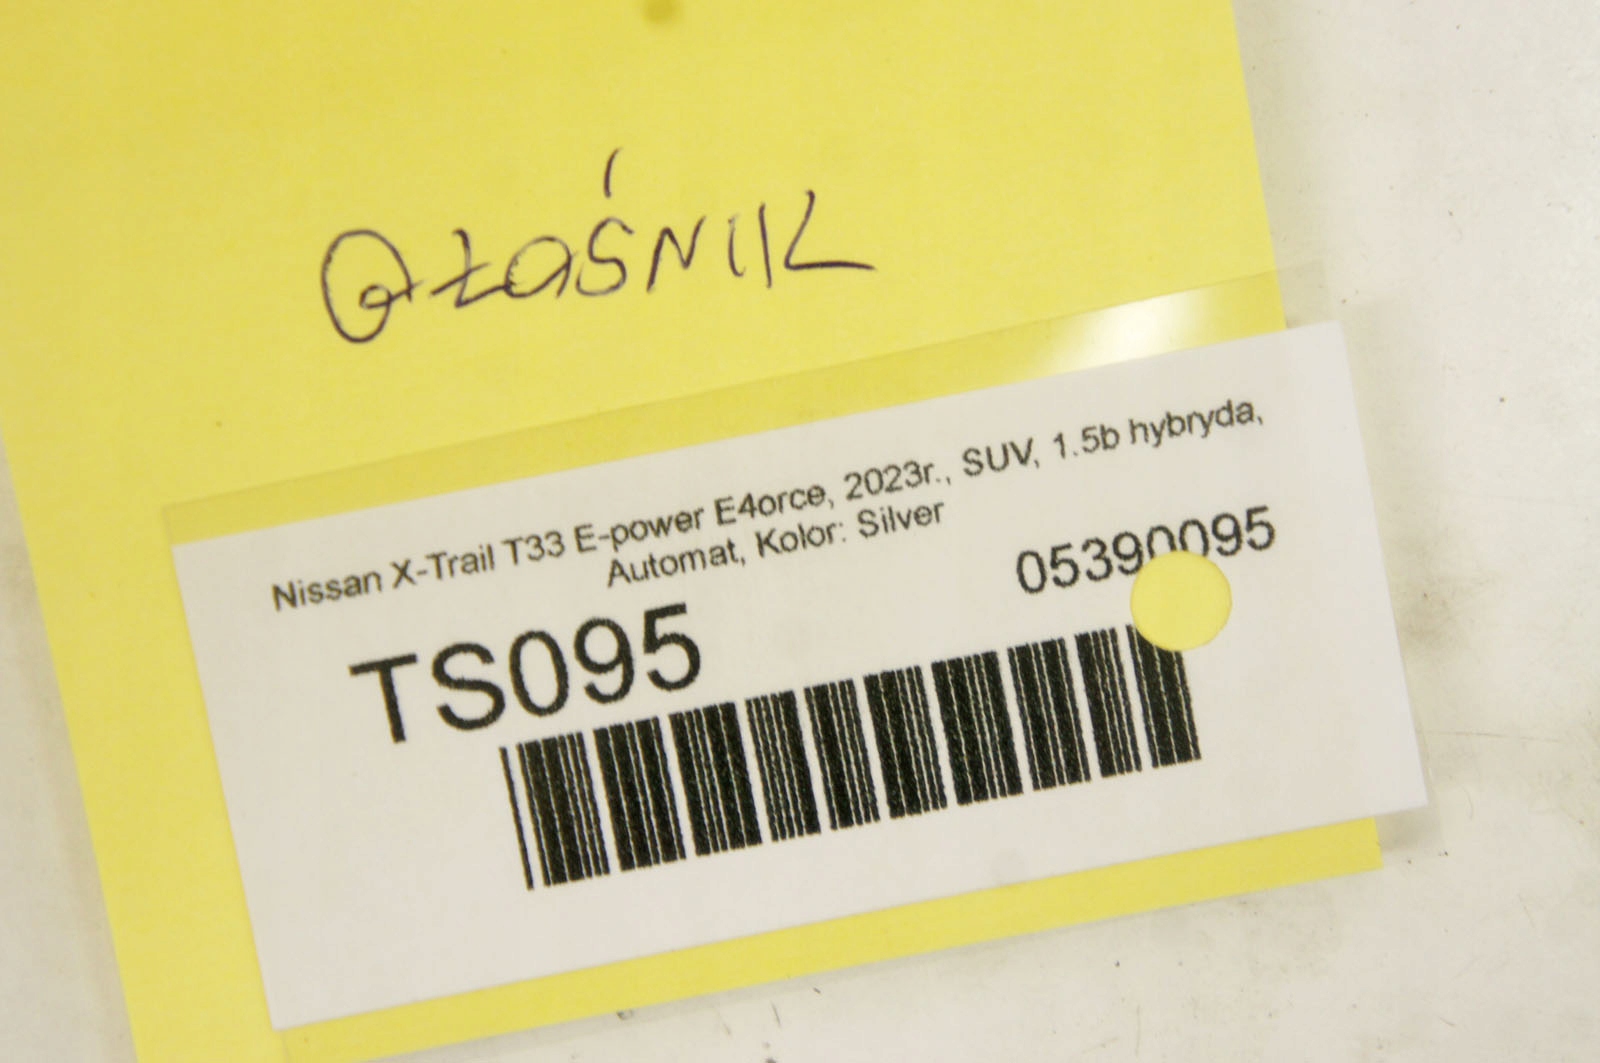 GŁOŚNIK
Nissan X-Trail T33 E-power E4orce, 2023r., SUV, 1.5b hybryda,
Automat, Kolor: Silver
05390095
TS095